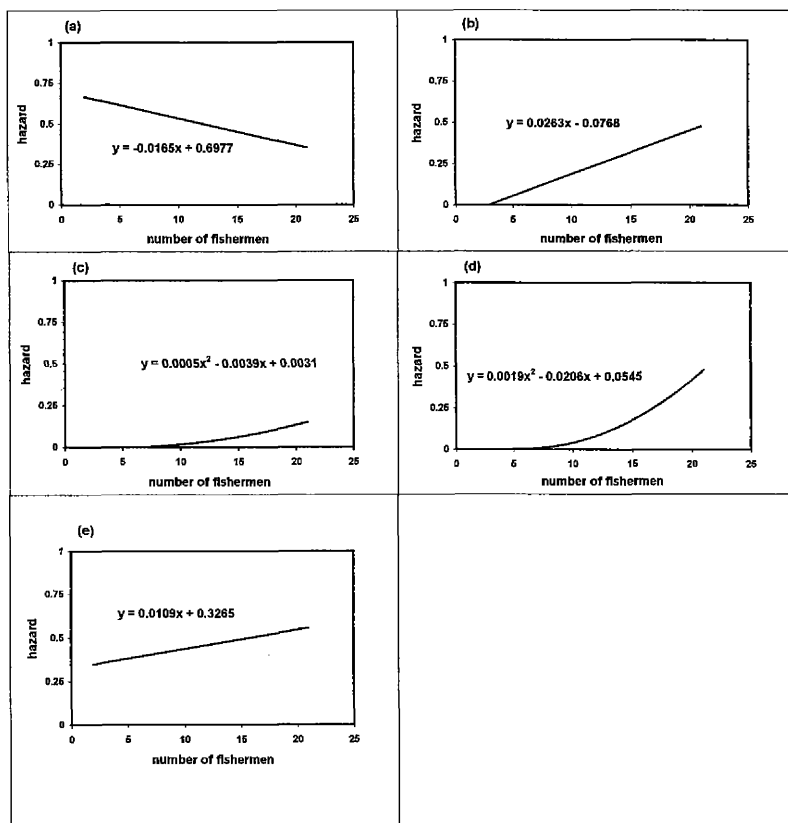 (a)
1
0.75
hazard
0.5
y = -0.0165x + 0.6977
0.25
0
0 5 10 15 20 25
number of fishermen
(b)
1
0.75
hazard
0.5
y = 0.0263x - 0.0768
0.25
0
0 5 10 15 20 25
number of fishermen
(c)
1
0.75
hazard
0.5
y = 0.0005x² - 0.0039x + 0.0031
0.25
0
0 5 10 15 20 25
number of fishermen
(d)
1
0.75
hazard
0.5
y = 0.0019x² - 0.0206x + 0.0545
0.25
0
0 5 10 15 20 25
number of fishermen
(e)
1
0.75
y = 0.0109x + 0.3265
hazard
0.5
0.25
0
0 5 10 15 20 25
number of fishermen